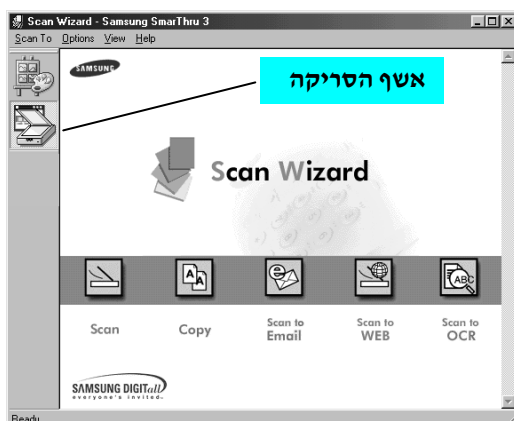 Scan Wizard - Samsung SmarThru 3
Scan To Options View Help
SAMSUNG
אשף הסריקה
Scan Wizard
Scan Copy Scan to Email Scan to WEB Scan to OCR
SAMSUNG DIGITall
everyone's invited.
Ready